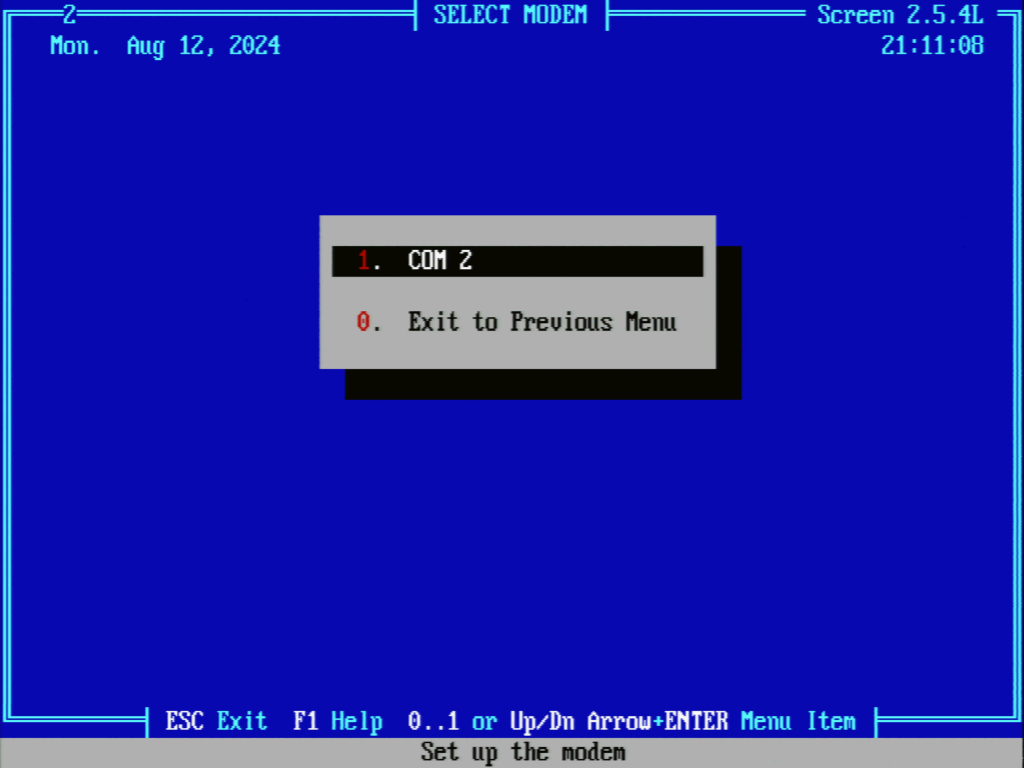 2 SELECT MODEM Screen 2.5.4L
Mon. Aug 12, 2024 21:11:08
1. COM 2
0. Exit to Previous Menu
ESC Exit F1 Help 0..1 or Up/Dn Arrow+ENTER Menu Item
Set up the modem